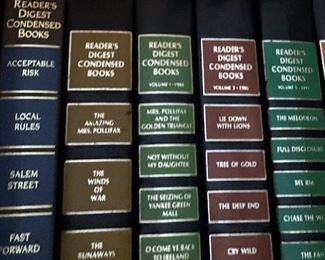 READER'S
DIGEST
CONDENSED
BOOKS
ACCEPTABLE
RISK
LOCAL
RULES
SALEM
STREET
FAST
FORWARD
READER'S
DIGEST
CONDENSED
BOOKS
THE
AMAZING
MRS. POLLIFAX
THE
WINDS
OF
WAR
THE
RUNAWAYS
READER'S
DIGEST
CONDENSED
BOOKS
VOLUME 1 • 1988
MRS. POLLIFAX
AND THE
GOLDEN TRIANGLE
NOT WITHOUT
MY DAUGHTER
THE SEIZING OF
YANKEE GREEN
MALL
O COME YE BACK
TO IRELAND
READER'S
DIGEST
CONDENSED
BOOKS
VOLUME 3 • 1986
LIE DOWN
WITH LIONS
TREE OF GOLD
THE DEEP END
CRY WILD
READER'S
DIGEST
CONDENSED
BOOKS
VOLUME
THE MELODEON
FULL DISCLOSURE
CHASE THE
THE